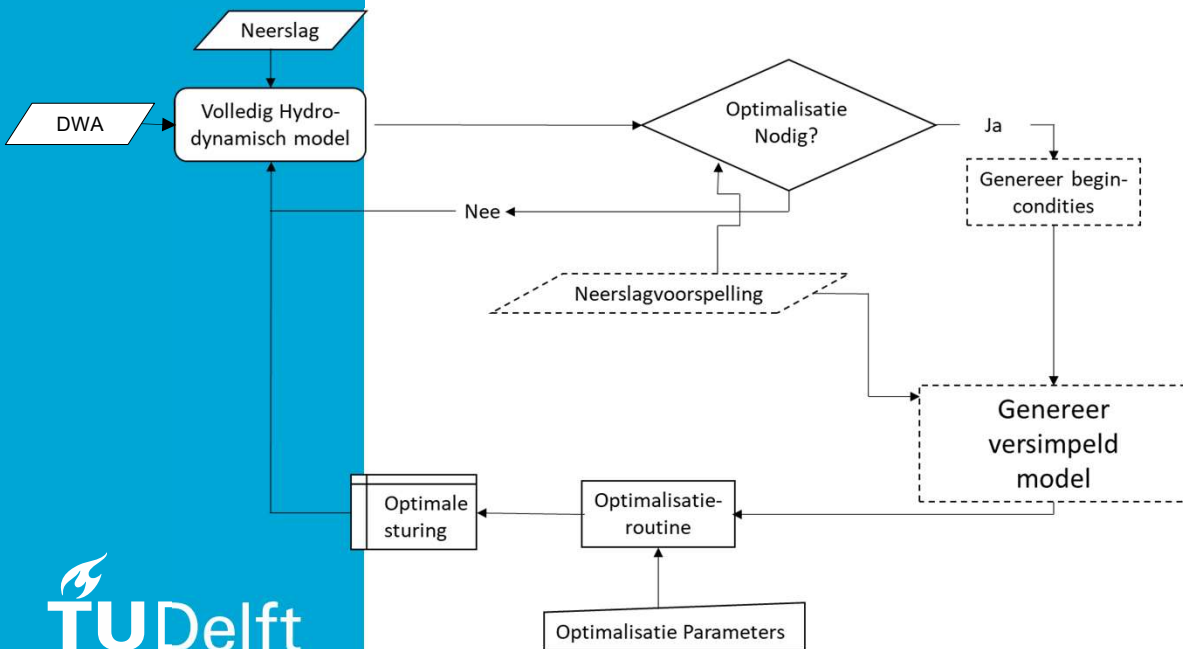 Neerslag
DWA
Volledig Hydro-
dynamisch model
Optimalisatie
Nodig?
Ja
Genereer begin-
condities
Nee
Neerslagvoorspelling
Genereer
versimpeld
model
Optimale
sturing
Optimalisatie-
routine
Optimalisatie Parameters
TUDelft